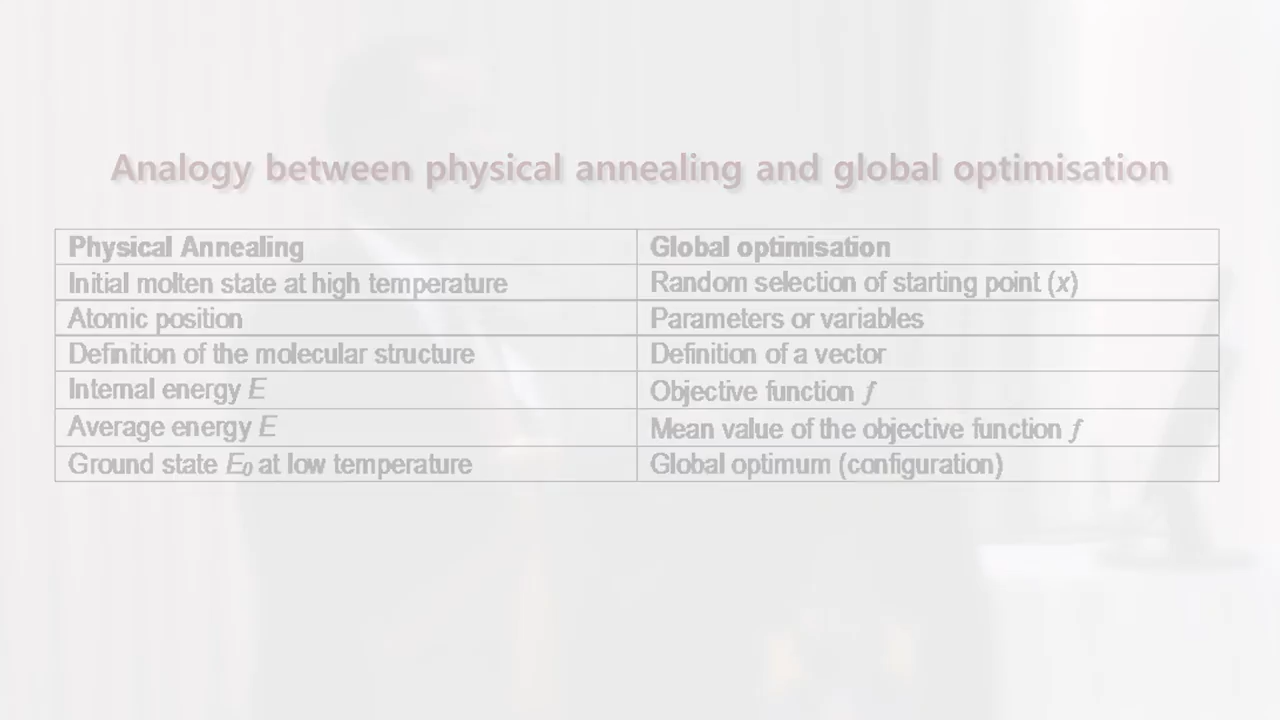 Analogy between physical annealing and global optimisation
Physical Annealing Global optimisation
Initial molten state at high temperature Random selection of starting point (x)
Atomic position Parameters or variables
Definition of the molecular structure Definition of a vector
Internal energy E Objective function f
Average energy E Mean value of the objective function f
Ground state E0 at low temperature Global optimum (configuration)